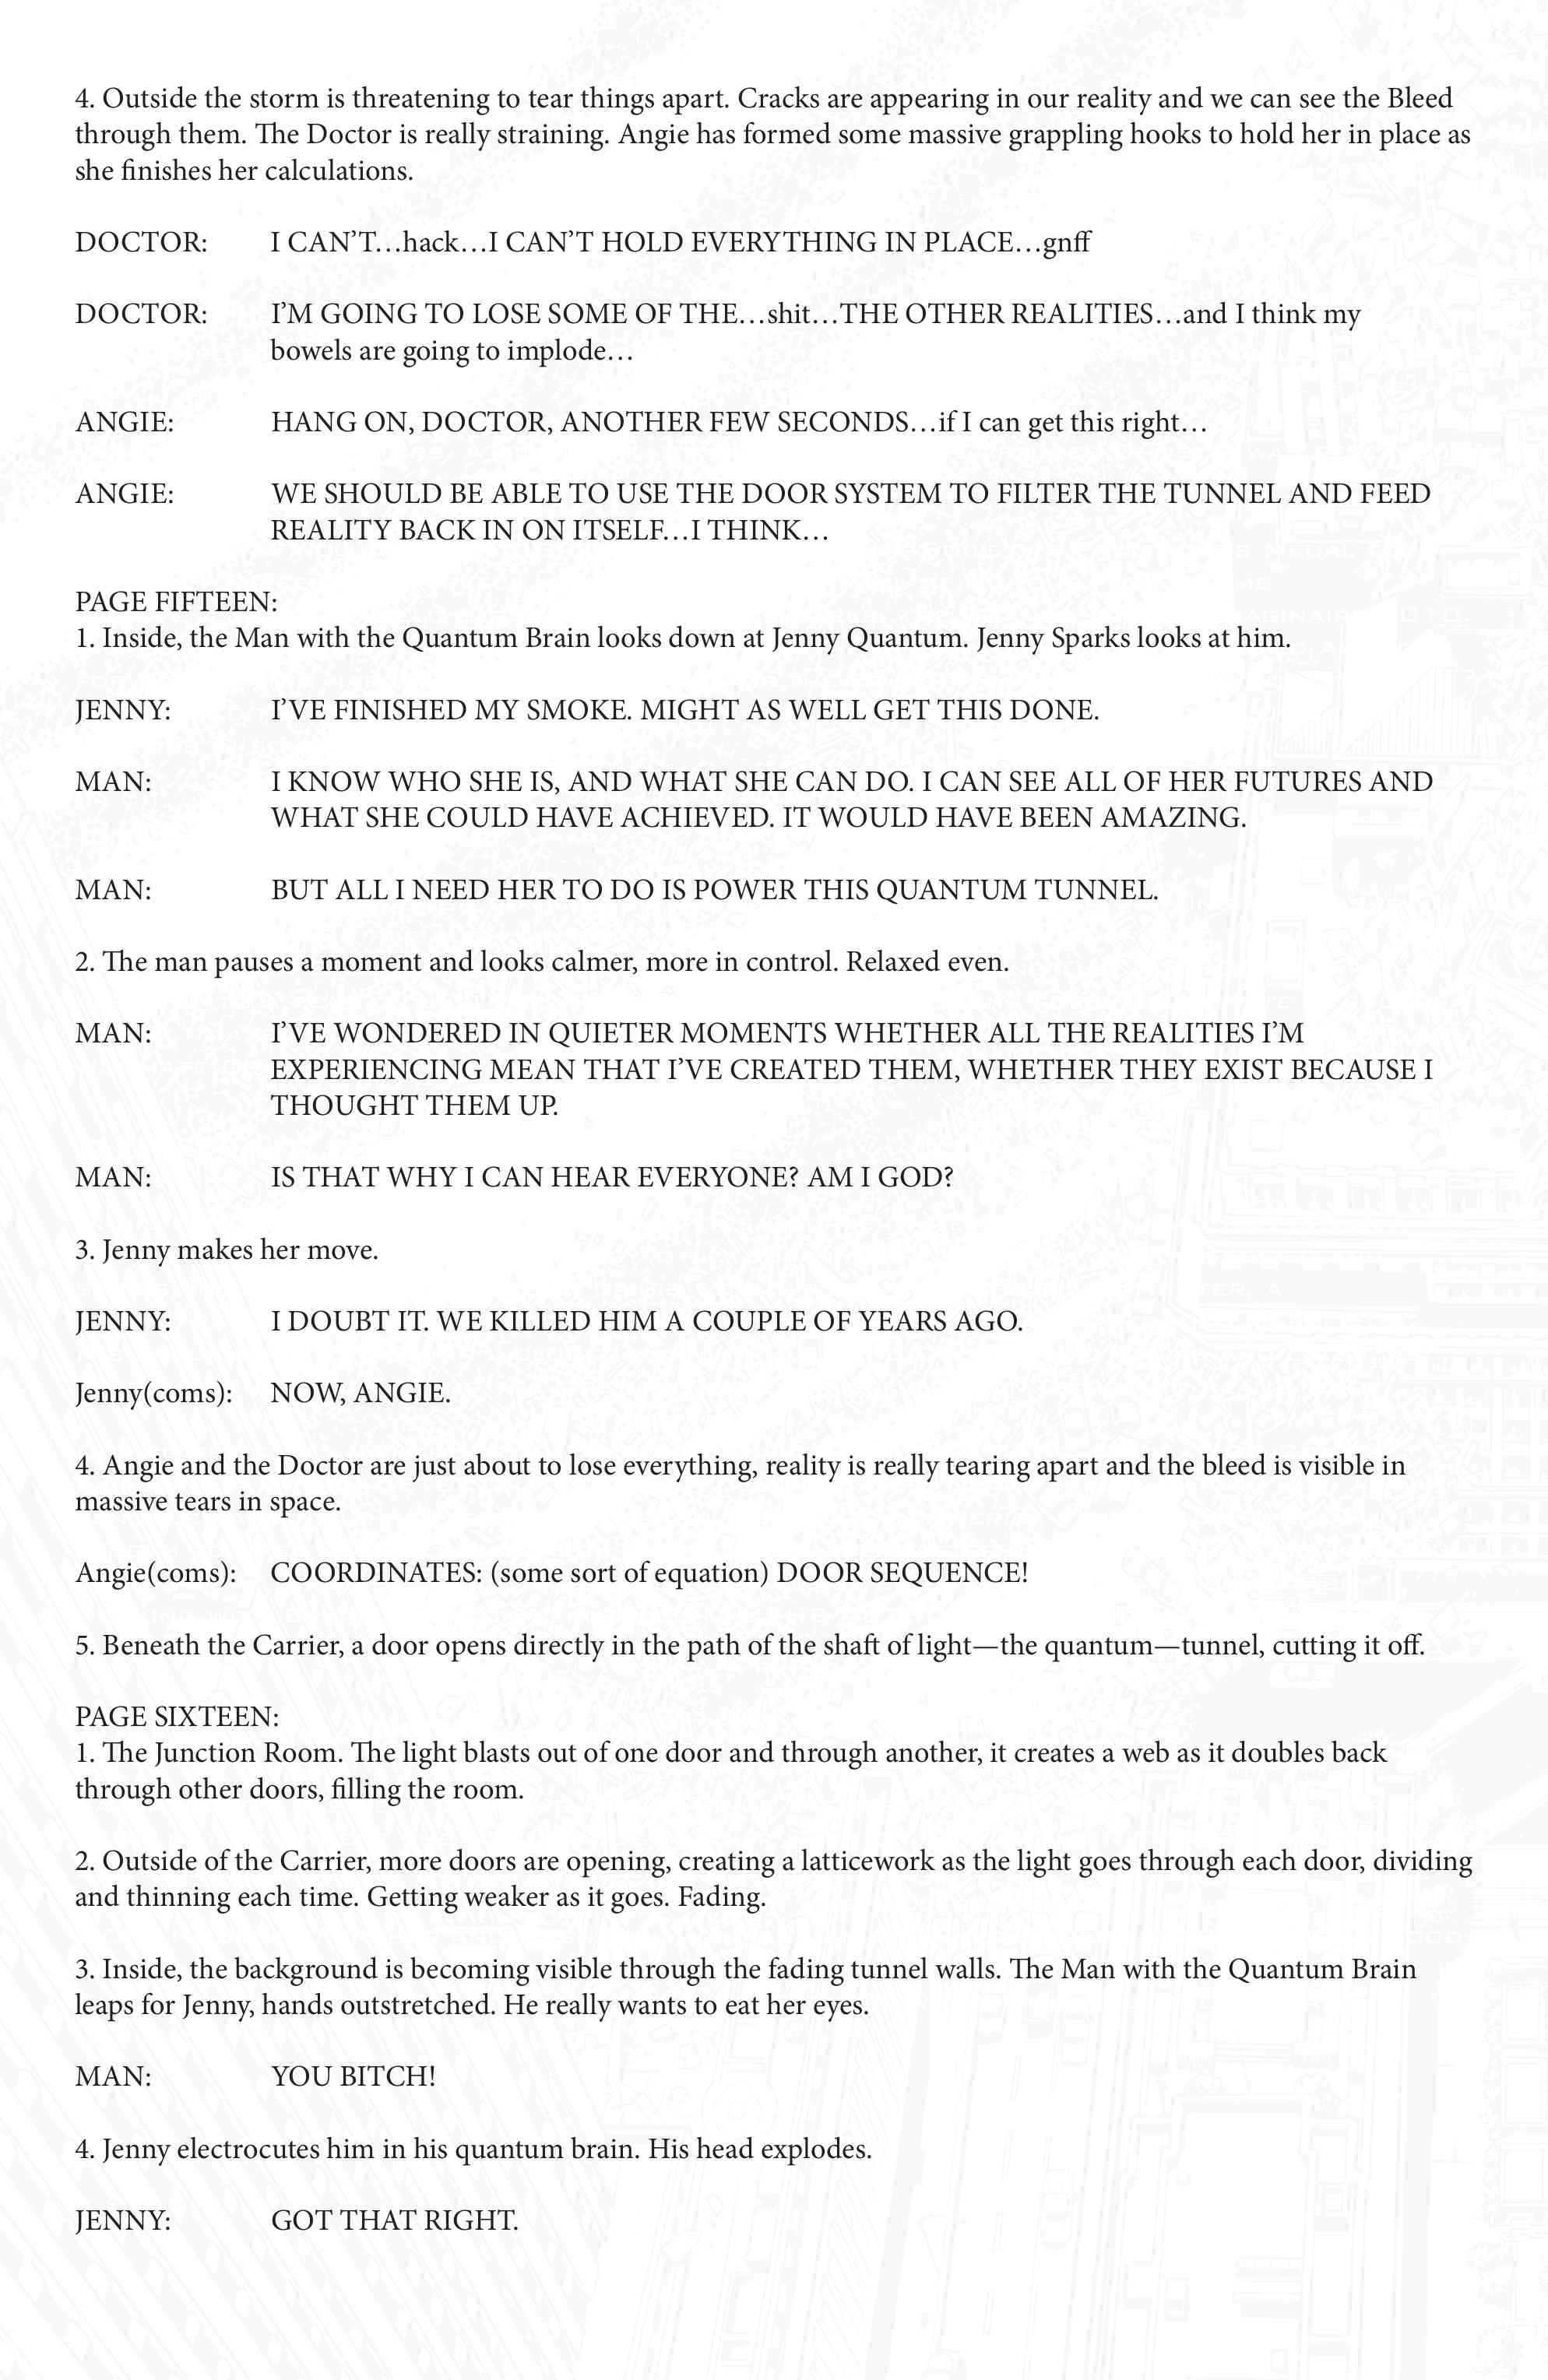 4. Outside the storm is threatening to tear things apart. Cracks are appearing in our reality and we can see the Bleed
through them. The Doctor is really straining. Angie has formed some massive grappling hooks to hold her in place as
she finishes her calculations.
DOCTOR: I CAN’T…hack…I CAN’T HOLD EVERYTHING IN PLACE…gnff
DOCTOR: I’M GOING TO LOSE SOME OF THE…shit…THE OTHER REALITIES…and I think my
bowels are going to implode…
ANGIE: HANG ON, DOCTOR, ANOTHER FEW SECONDS…if I can get this right…
ANGIE: WE SHOULD BE ABLE TO USE THE DOOR SYSTEM TO FILTER THE TUNNEL AND FEED
REALITY BACK IN ON ITSELF…I THINK…
PAGE FIFTEEN:
1. Inside, the Man with the Quantum Brain looks down at Jenny Quantum. Jenny Sparks looks at him.
JENNY: I’VE FINISHED MY SMOKE. MIGHT AS WELL GET THIS DONE.
MAN: I KNOW WHO SHE IS, AND WHAT SHE CAN DO. I CAN SEE ALL OF HER FUTURES AND
WHAT SHE COULD HAVE ACHIEVED. IT WOULD HAVE BEEN AMAZING.
MAN: BUT ALL I NEED HER TO DO IS POWER THIS QUANTUM TUNNEL.
2. The man pauses a moment and looks calmer, more in control. Relaxed even.
MAN: I’VE WONDERED IN QUIETER MOMENTS WHETHER ALL THE REALITIES I’M
EXPERIENCING MEAN THAT I’VE CREATED THEM, WHETHER THEY EXIST BECAUSE I
THOUGHT THEM UP.
MAN: IS THAT WHY I CAN HEAR EVERYONE? AM I GOD?
3. Jenny makes her move.
JENNY: I DOUBT IT. WE KILLED HIM A COUPLE OF YEARS AGO.
Jenny(coms): NOW, ANGIE.
4. Angie and the Doctor are just about to lose everything, reality is really tearing apart and the bleed is visible in
massive tears in space.
Angie(coms): COORDINATES: (some sort of equation) DOOR SEQUENCE!
5. Beneath the Carrier, a door opens directly in the path of the shaft of light—the quantum—tunnel, cutting it off.
PAGE SIXTEEN:
1. The Junction Room. The light blasts out of one door and through another, it creates a web as it doubles back
through other doors, filling the room.
2. Outside of the Carrier, more doors are opening, creating a latticework as the light goes through each door, dividing
and thinning each time. Getting weaker as it goes. Fading.
3. Inside, the background is becoming visible through the fading tunnel walls. The Man with the Quantum Brain
leaps for Jenny, hands outstretched. He really wants to eat her eyes.
MAN: YOU BITCH!
4. Jenny electrocutes him in his quantum brain. His head explodes.
JENNY: GOT THAT RIGHT.